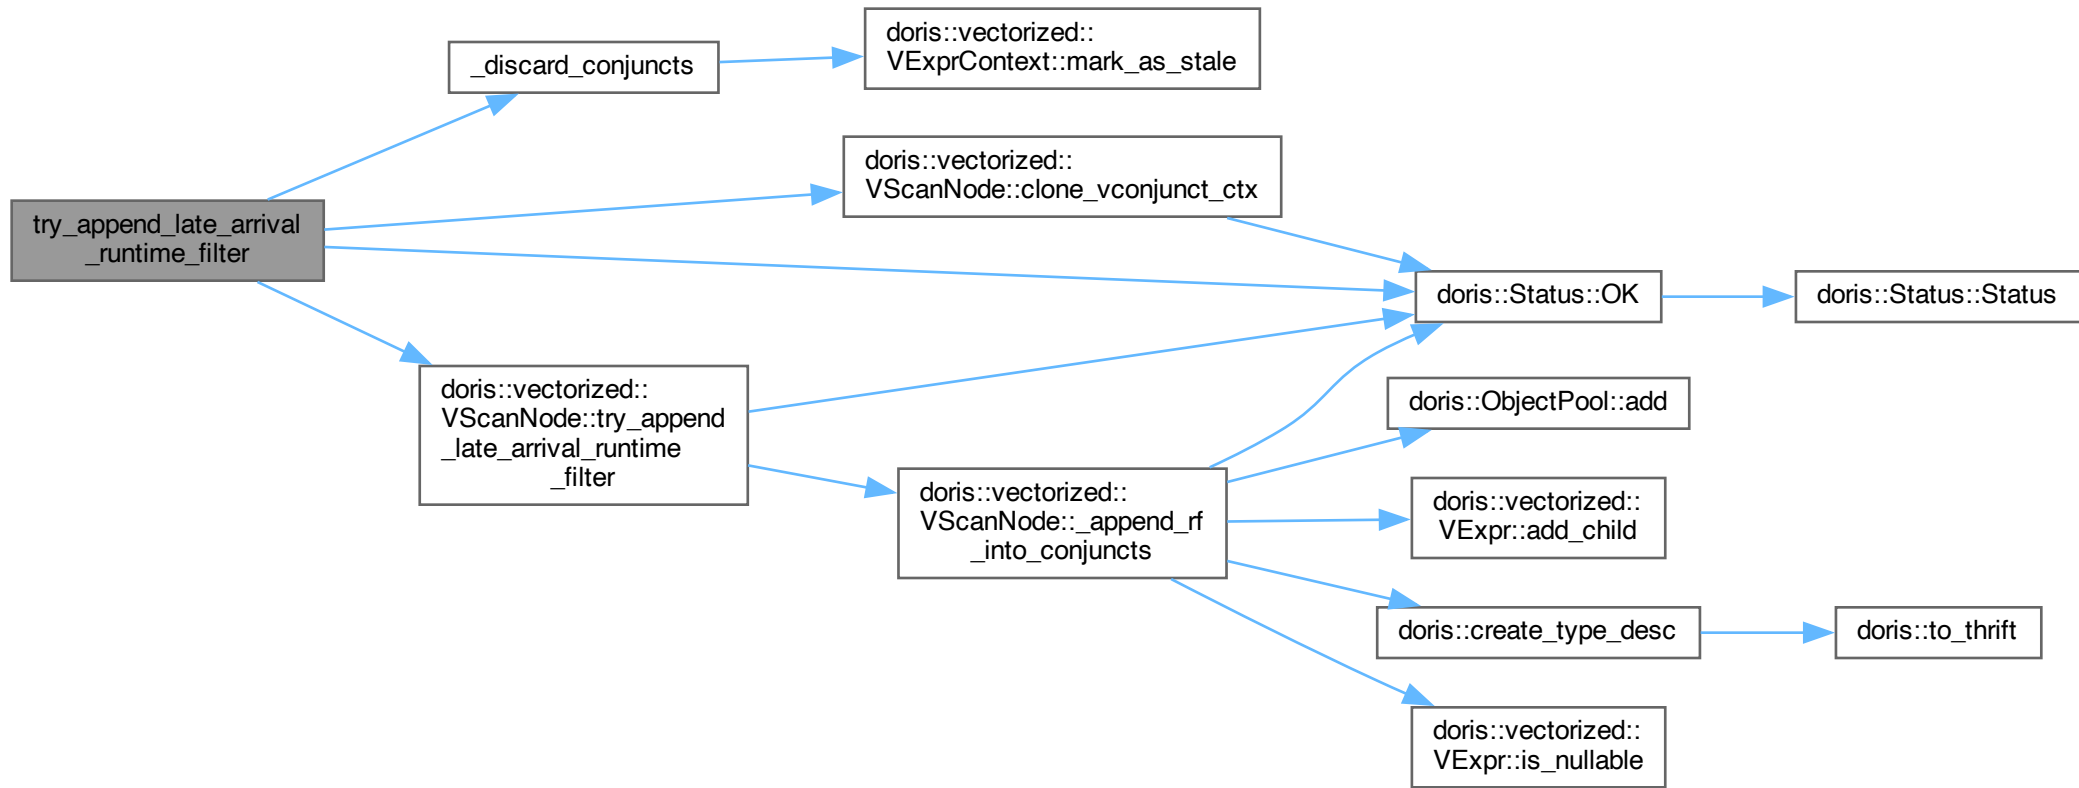 try_append_late_arrival
_runtime_filter
_discard_conjuncts
doris::vectorized::
VExprContext::mark_as_stale
doris::vectorized::
VScanNode::clone_vconjunct_ctx
doris::Status::OK
doris::Status::Status
doris::vectorized::
VScanNode::try_append
_late_arrival_runtime
_filter
doris::vectorized::
VScanNode::_append_rf
_into_conjuncts
doris::ObjectPool::add
doris::vectorized::
VExpr::add_child
doris::create_type_desc
doris::to_thrift
doris::vectorized::
VExpr::is_nullable